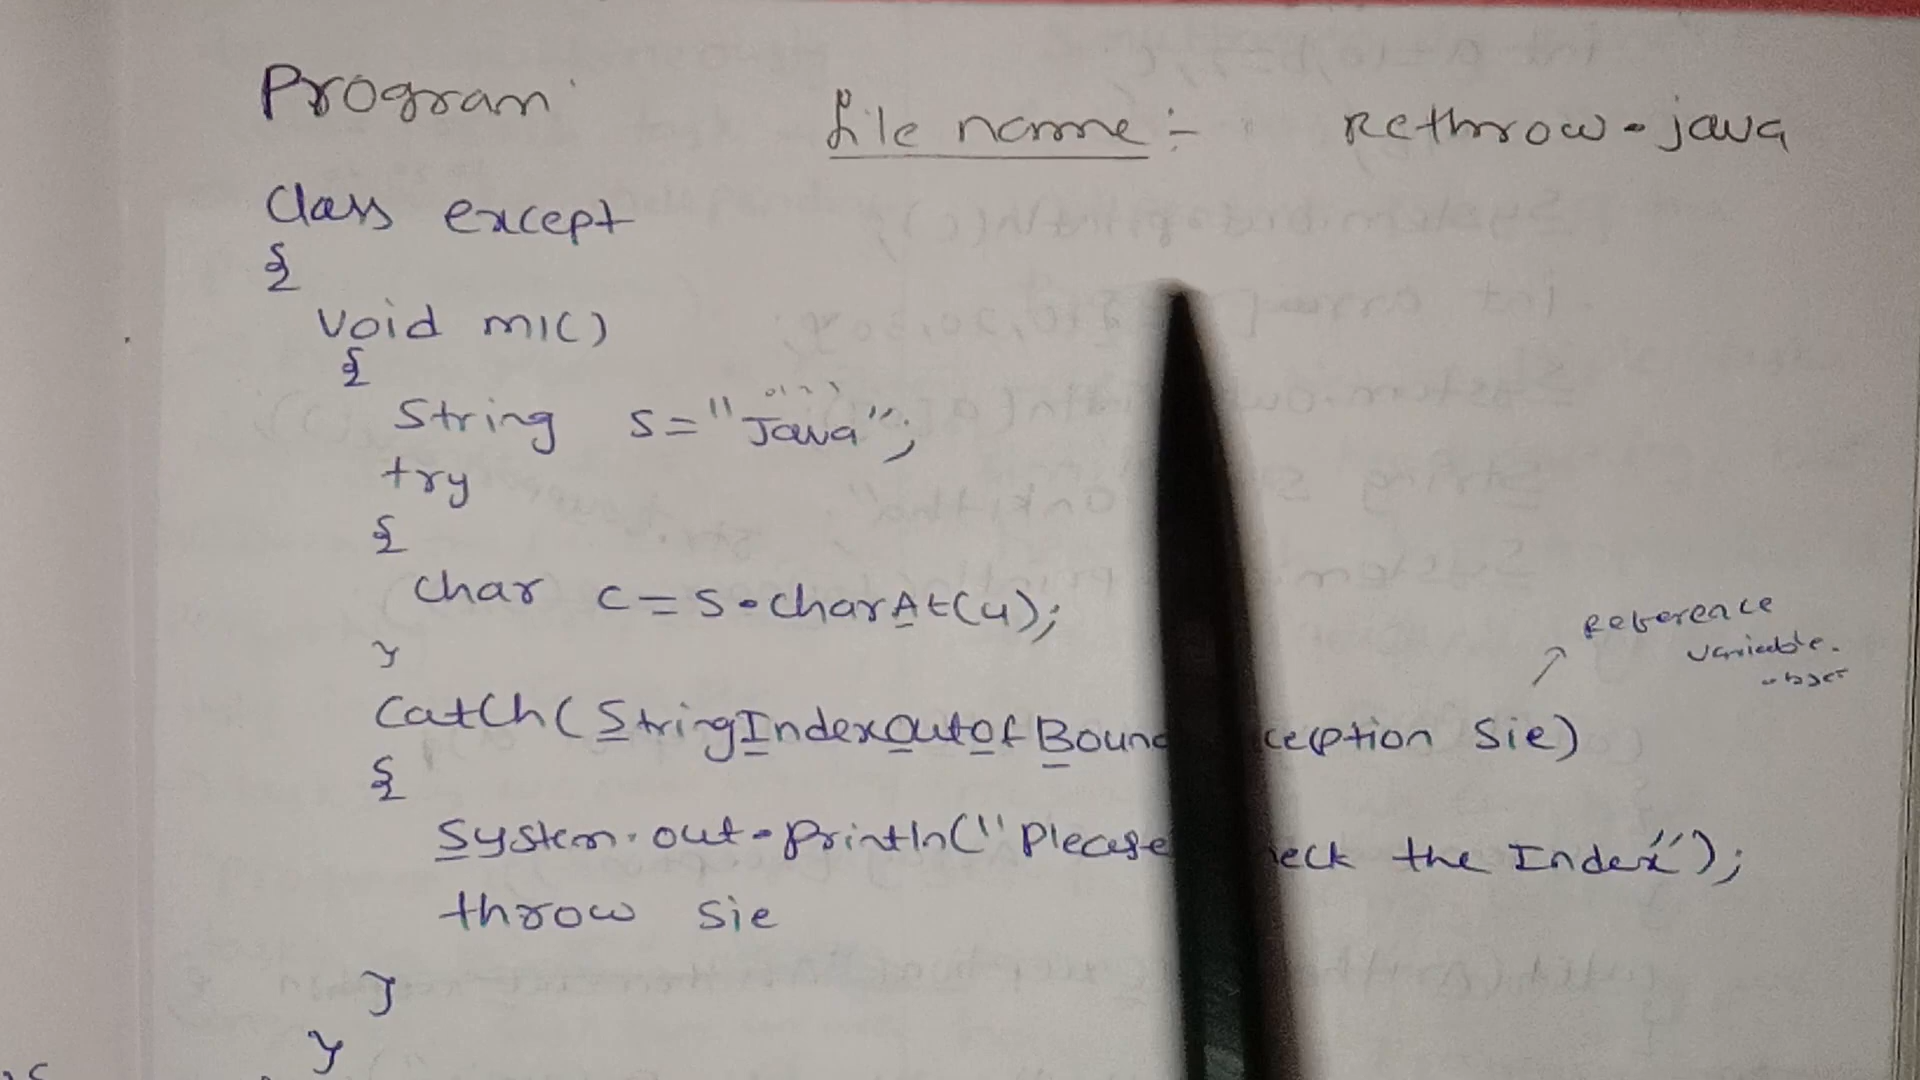 Program
file name :- Rethrow.java
Class except
{
void m1()
{
String s="Java";
0123
try
{
char c=s.charAt(4);
}
Reference
variable.
catch(StringIndexOutOfBound ception sie)
{
System.out.println("Please eck the Index");
throw sie
}
}